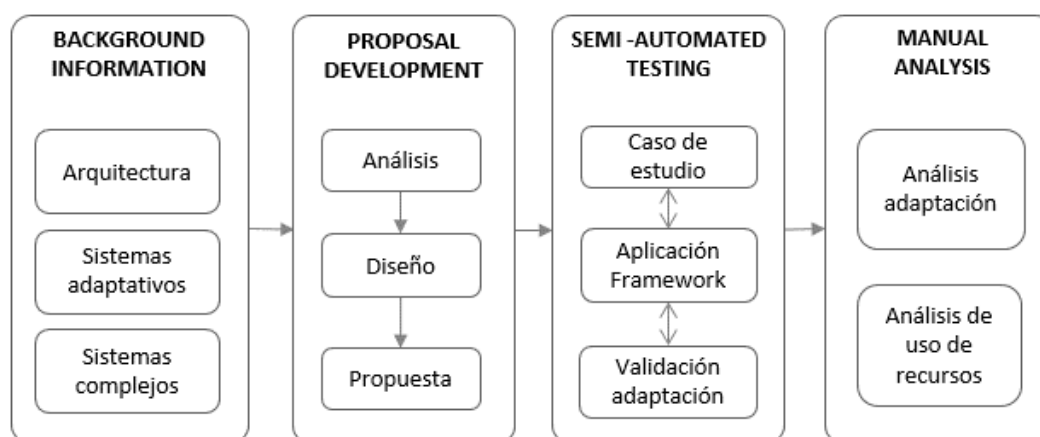 BACKGROUND
INFORMATION
Arquitectura
Sistemas
adaptativos
Sistemas
complejos
PROPOSAL
DEVELOPMENT
Análisis
Diseño
Propuesta
SEMI -AUTOMATED
TESTING
Caso de
estudio
Aplicación
Framework
Validación
adaptación
MANUAL
ANALYSIS
Análisis
adaptación
Análisis de
uso de
recursos